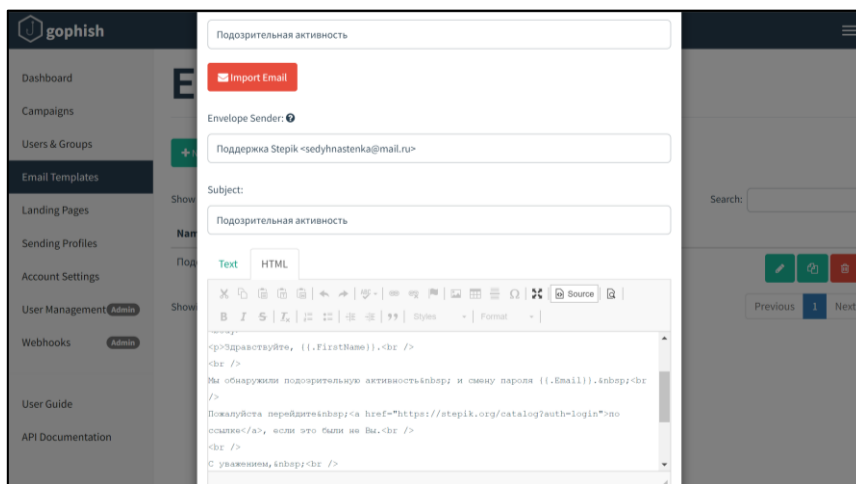 gophish
Подозрительная активность
Import Email
Dashboard
Campaigns
Users & Groups
Email Templates
Landing Pages
Sending Profiles
Account Settings
User Management Admin
Webhooks Admin
User Guide
API Documentation
E
Envelope Sender:
Поддержка Stepik <sedyhnastenka@mail.ru>
Subject:
Подозрительная активность
Show
Search:
Nam
Под
Showi
Previous 1 Next
Text HTML
Source
B I S Styles Format
<p>Здравствуйте, {{.FirstName}}.<br />
<br />
Мы обнаружили подозрительную активность&nbsp; и смену пароля {{.Email}}.&nbsp;<br
/>
Пожалуйста перейдите&nbsp;<a href="https://stepik.org/catalog?auth=login">по
ссылке</a>, если это были не Вы.<br />
<br />
С уважением,&nbsp;<br />